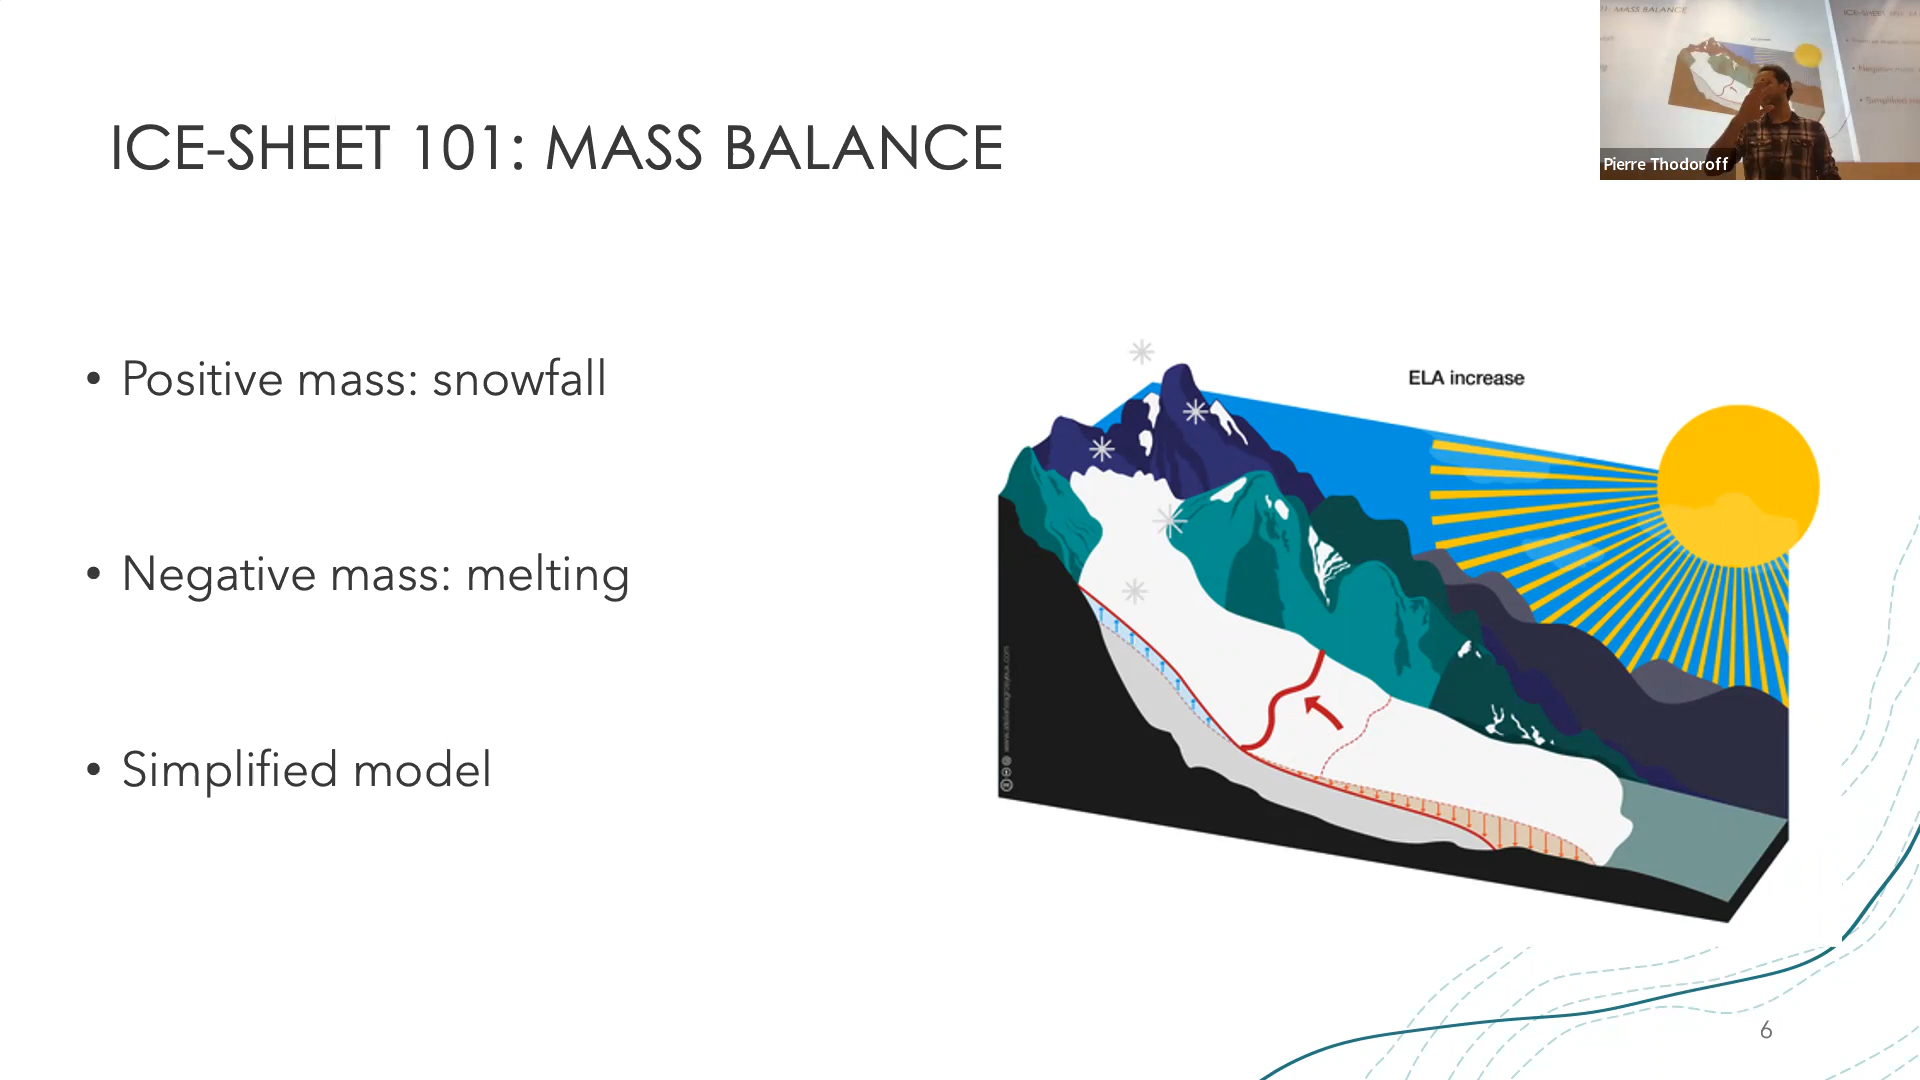 ICE-SHEET 101: MASS BALANCE
Pierre Thodoroff
• Positive mass: snowfall
• Negative mass: melting
• Simplified model
ELA increase
6